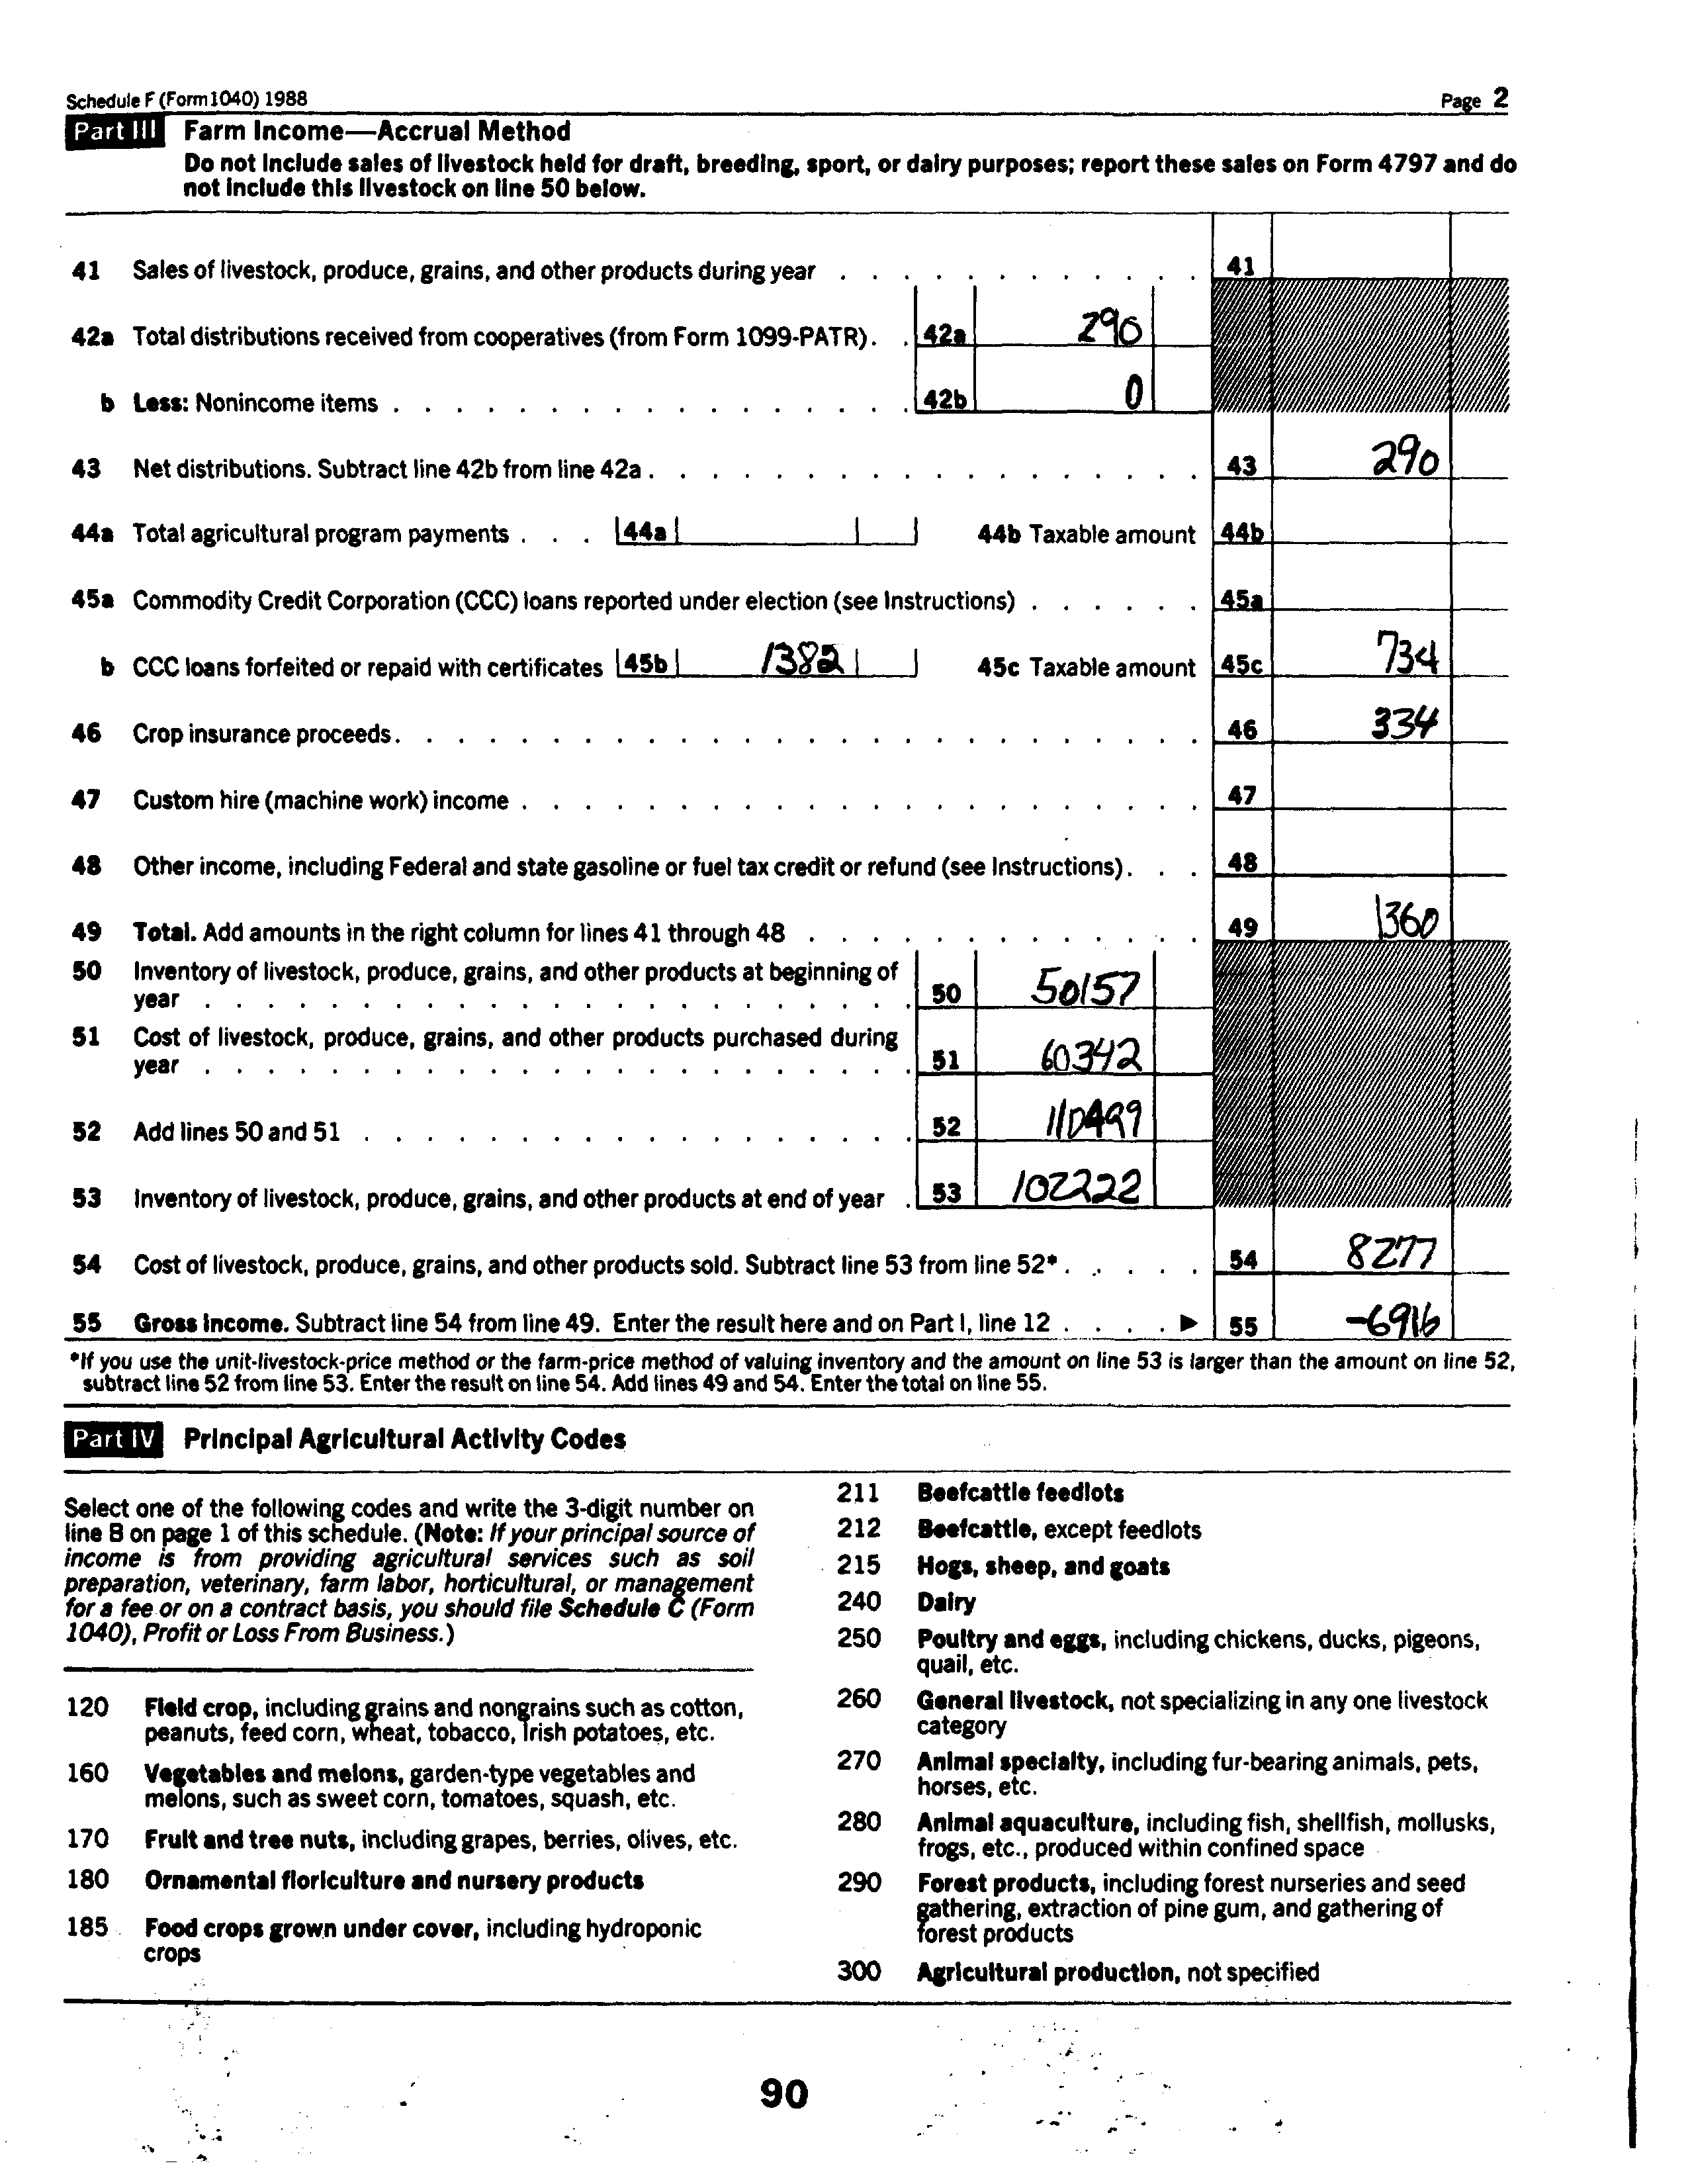 Schedule F (Form 1040) 1988 Page 2
Part III Farm Income—Accrual Method
Do not include sales of livestock held for draft, breeding, sport, or dairy purposes; report these sales on Form 4797 and do
not include this livestock on line 50 below.
41 Sales of livestock, produce, grains, and other products during year . . . . . . . . . . . . 41
42a Total distributions received from cooperatives (from Form 1099-PATR) . . 42a 290
b Less: Nonincome items . . . . . . . . . . . . . . . . . 42b 0
43 Net distributions. Subtract line 42b from line 42a . . . . . . . . . . . . . . . . . . 43 290
44a Total agricultural program payments . . . 44a 44b Taxable amount 44b
45a Commodity Credit Corporation (CCC) loans reported under election (see Instructions) . . . . . . 45a
b CCC loans forfeited or repaid with certificates 45b 1382 45c Taxable amount 45c 734
46 Crop insurance proceeds . . . . . . . . . . . . . . . . . . . . . . . . . . 46 334
47 Custom hire (machine work) income . . . . . . . . . . . . . . . . . . . . . . 47
48 Other income, including Federal and state gasoline or fuel tax credit or refund (see Instructions) . . . 48
49 Total. Add amounts in the right column for lines 41 through 48 . . . . . . . . . . . . . 49 1360
50 Inventory of livestock, produce, grains, and other products at beginning of
year . . . . . . . . . . . . . . . . . . . . . . . 50 50157
51 Cost of livestock, produce, grains, and other products purchased during
year . . . . . . . . . . . . . . . . . . . . . . . 51 60342
52 Add lines 50 and 51 . . . . . . . . . . . . . . . . . . 52 110499
53 Inventory of livestock, produce, grains, and other products at end of year . 53 102222
54 Cost of livestock, produce, grains, and other products sold. Subtract line 53 from line 52* . . . . . 54 8277
55 Gross income. Subtract line 54 from line 49. Enter the result here and on Part I, line 12 . . . . ▶ 55 -6916
*If you use the unit-livestock-price method or the farm-price method of valuing inventory and the amount on line 53 is larger than the amount on line 52,
subtract line 52 from line 53. Enter the result on line 54. Add lines 49 and 54. Enter the total on line 55.
Part IV Principal Agricultural Activity Codes
Select one of the following codes and write the 3-digit number on
line B on page 1 of this schedule. (Note: If your principal source of
income is from providing agricultural services such as soil
preparation, veterinary, farm labor, horticultural, or management
for a fee or on a contract basis, you should file Schedule C (Form
1040), Profit or Loss From Business.)
120 Field crop, including grains and nongrains such as cotton,
peanuts, feed corn, wheat, tobacco, Irish potatoes, etc.
160 Vegetables and melons, garden-type vegetables and
melons, such as sweet corn, tomatoes, squash, etc.
170 Fruit and tree nuts, including grapes, berries, olives, etc.
180 Ornamental floriculture and nursery products
185 Food crops grown under cover, including hydroponic
crops
211 Beefcattle feedlots
212 Beefcattle, except feedlots
215 Hogs, sheep, and goats
240 Dairy
250 Poultry and eggs, including chickens, ducks, pigeons,
quail, etc.
260 General livestock, not specializing in any one livestock
category
270 Animal specialty, including fur-bearing animals, pets,
horses, etc.
280 Animal aquaculture, including fish, shellfish, mollusks,
frogs, etc., produced within confined space
290 Forest products, including forest nurseries and seed
gathering, extraction of pine gum, and gathering of
forest products
300 Agricultural production, not specified
90